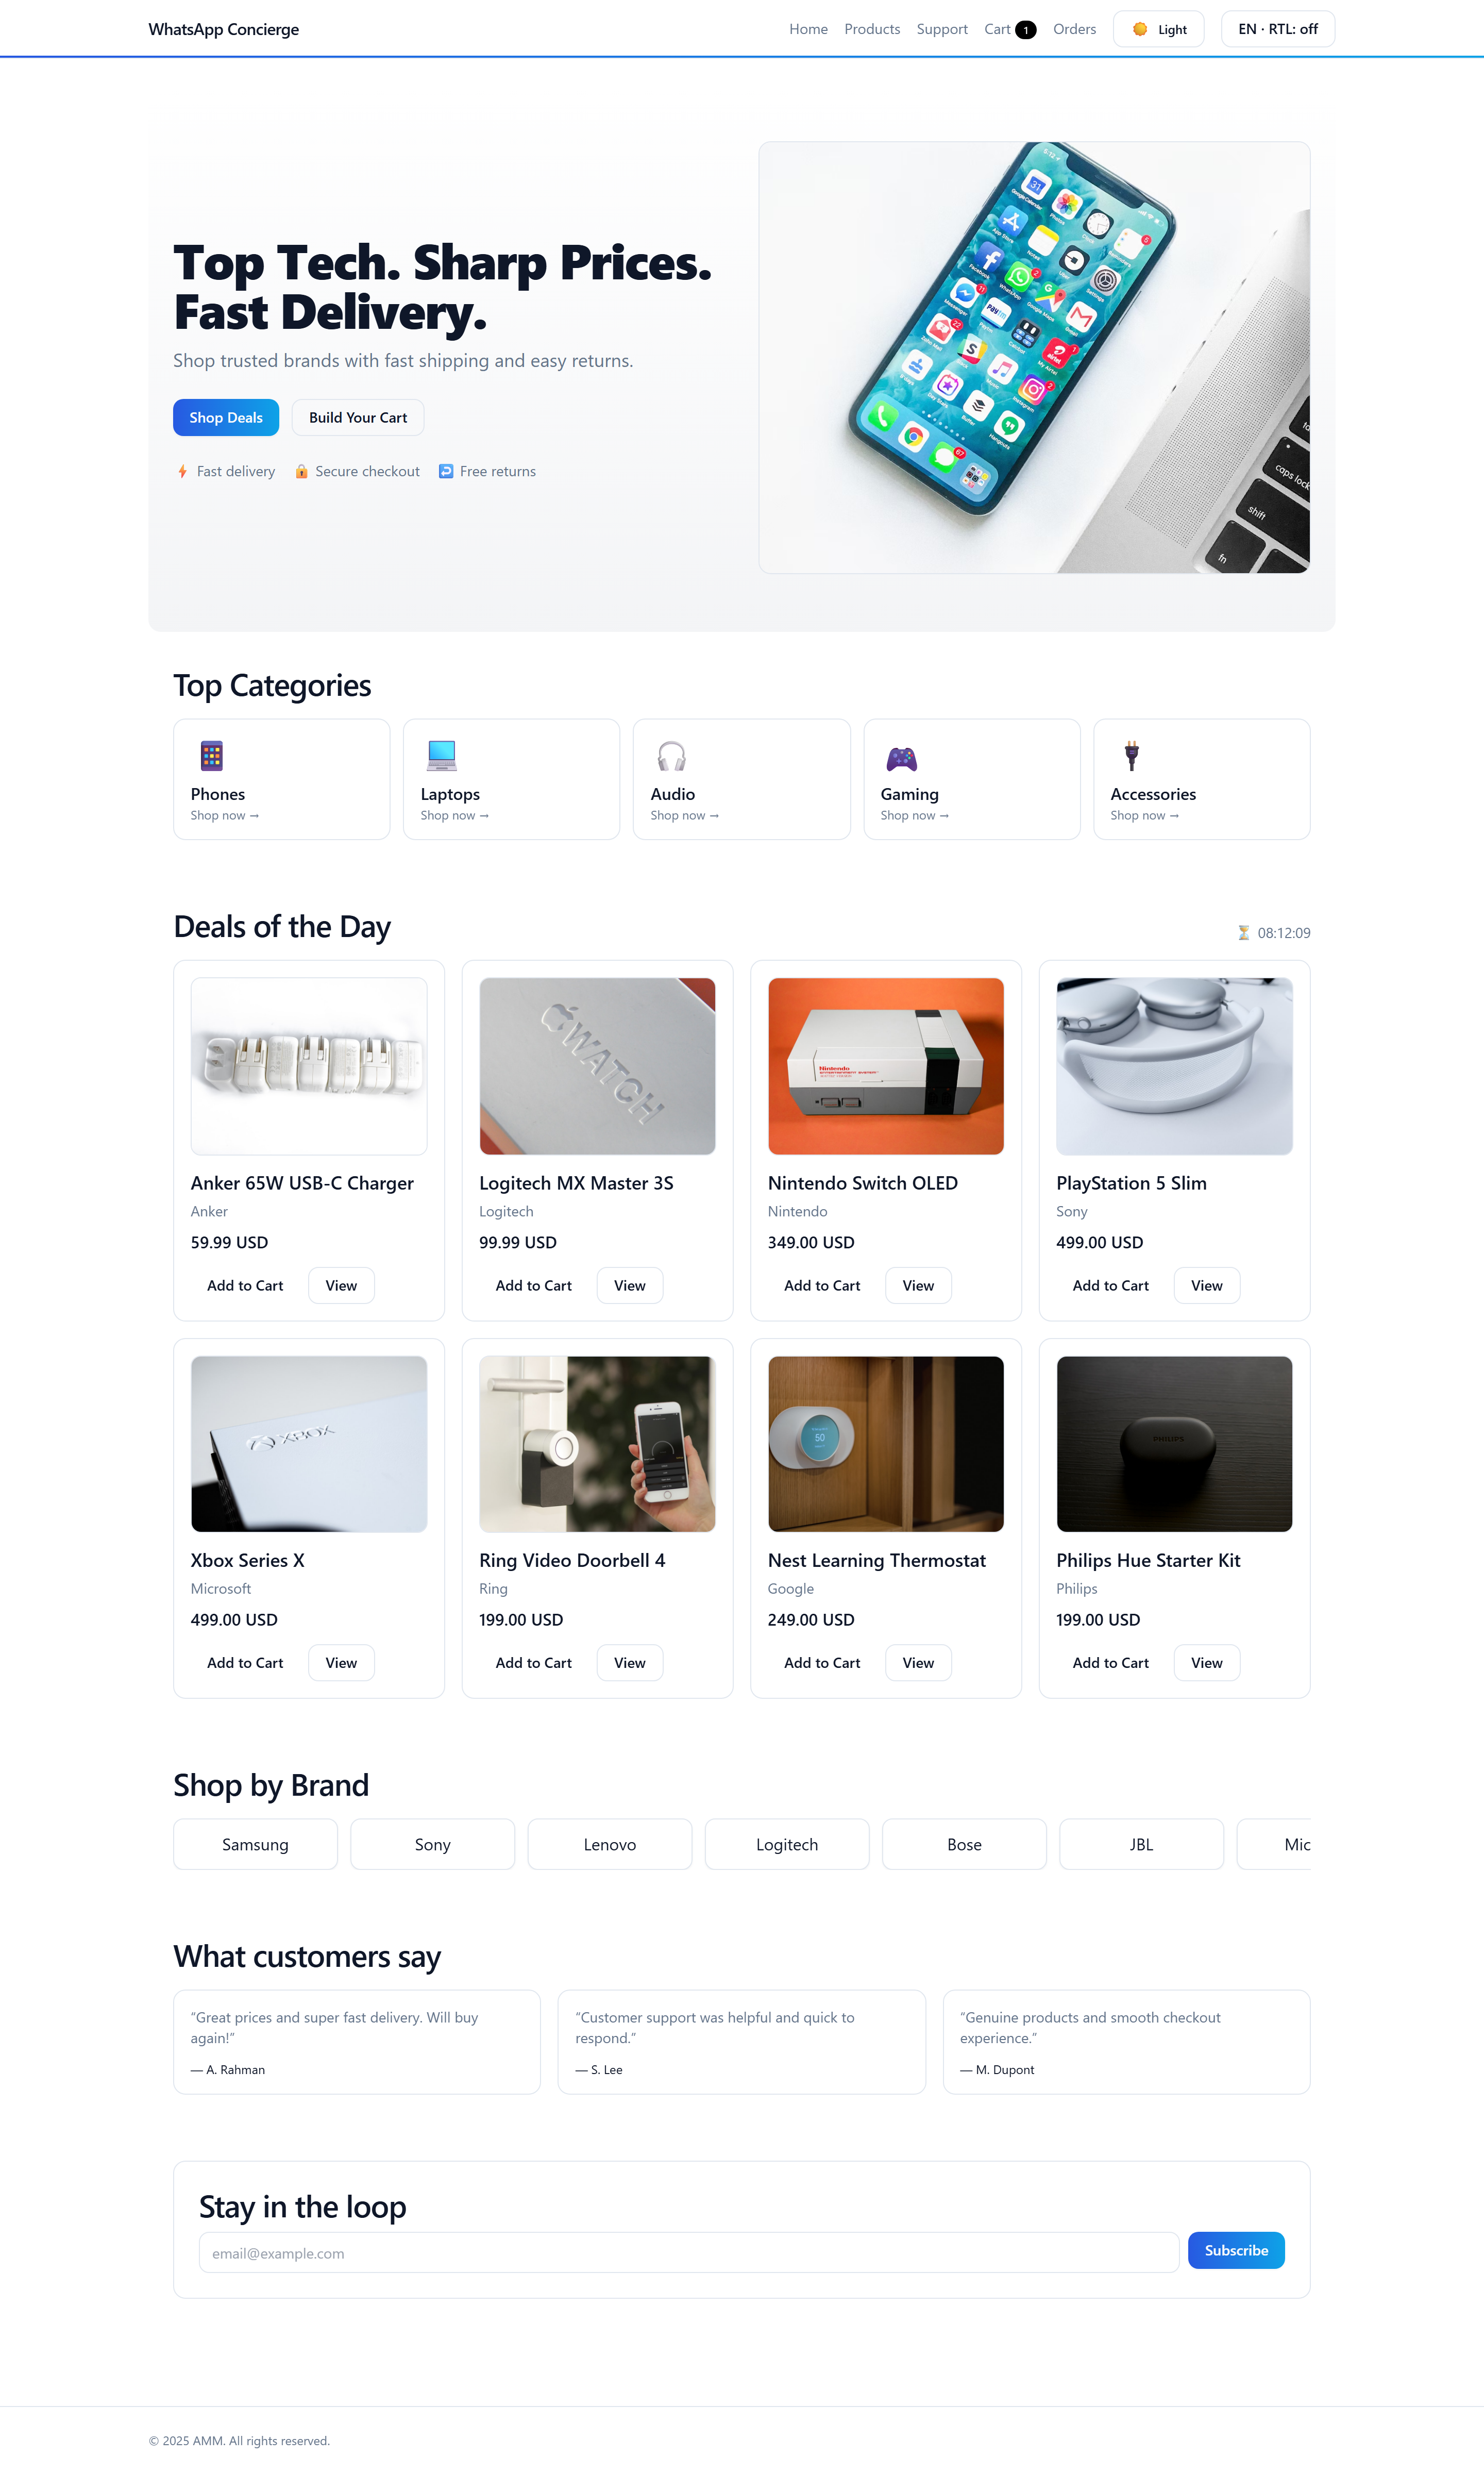 WhatsApp Concierge
Home Products Support Cart 1 Orders Light EN · RTL: off
Top Tech. Sharp Prices.
Fast Delivery.
Shop trusted brands with fast shipping and easy returns.
Shop Deals Build Your Cart
Fast delivery Secure checkout Free returns
caps lock
shift
fn
Top Categories
Phones Laptops Audio Gaming Accessories
Shop now → Shop now → Shop now → Shop now → Shop now →
Deals of the Day
08:12:09
WATCH
Nintendo
Anker 65W USB-C Charger
Anker
59.99 USD
Add to Cart View
Logitech MX Master 3S
Logitech
99.99 USD
Add to Cart View
Nintendo Switch OLED
Nintendo
349.00 USD
Add to Cart View
PlayStation 5 Slim
Sony
499.00 USD
Add to Cart View
XBOX
50
PHILIPS
Xbox Series X
Microsoft
499.00 USD
Add to Cart View
Ring Video Doorbell 4
Ring
199.00 USD
Add to Cart View
Nest Learning Thermostat
Google
249.00 USD
Add to Cart View
Philips Hue Starter Kit
Philips
199.00 USD
Add to Cart View
Shop by Brand
Samsung Sony Lenovo Logitech Bose JBL Mic
What customers say
“Great prices and super fast delivery. Will buy
again!”
— A. Rahman
“Customer support was helpful and quick to
respond.”
— S. Lee
“Genuine products and smooth checkout
experience.”
— M. Dupont
Stay in the loop
email@example.com
Subscribe
© 2025 AMM. All rights reserved.